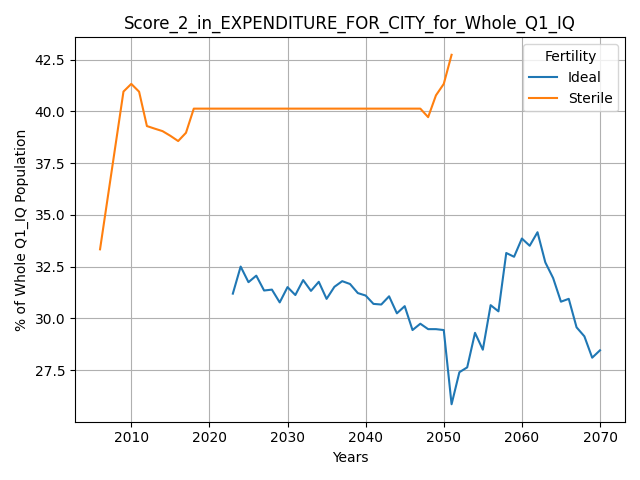 Score_2_in_EXPENDITURE_FOR_CITY_for_Whole_Q1_IQ
% of Whole Q1_IQ Population
42.5
40.0
37.5
35.0
32.5
30.0
27.5
Fertility
Ideal
Sterile
2010 2020 2030 2040 2050 2060 2070
Years